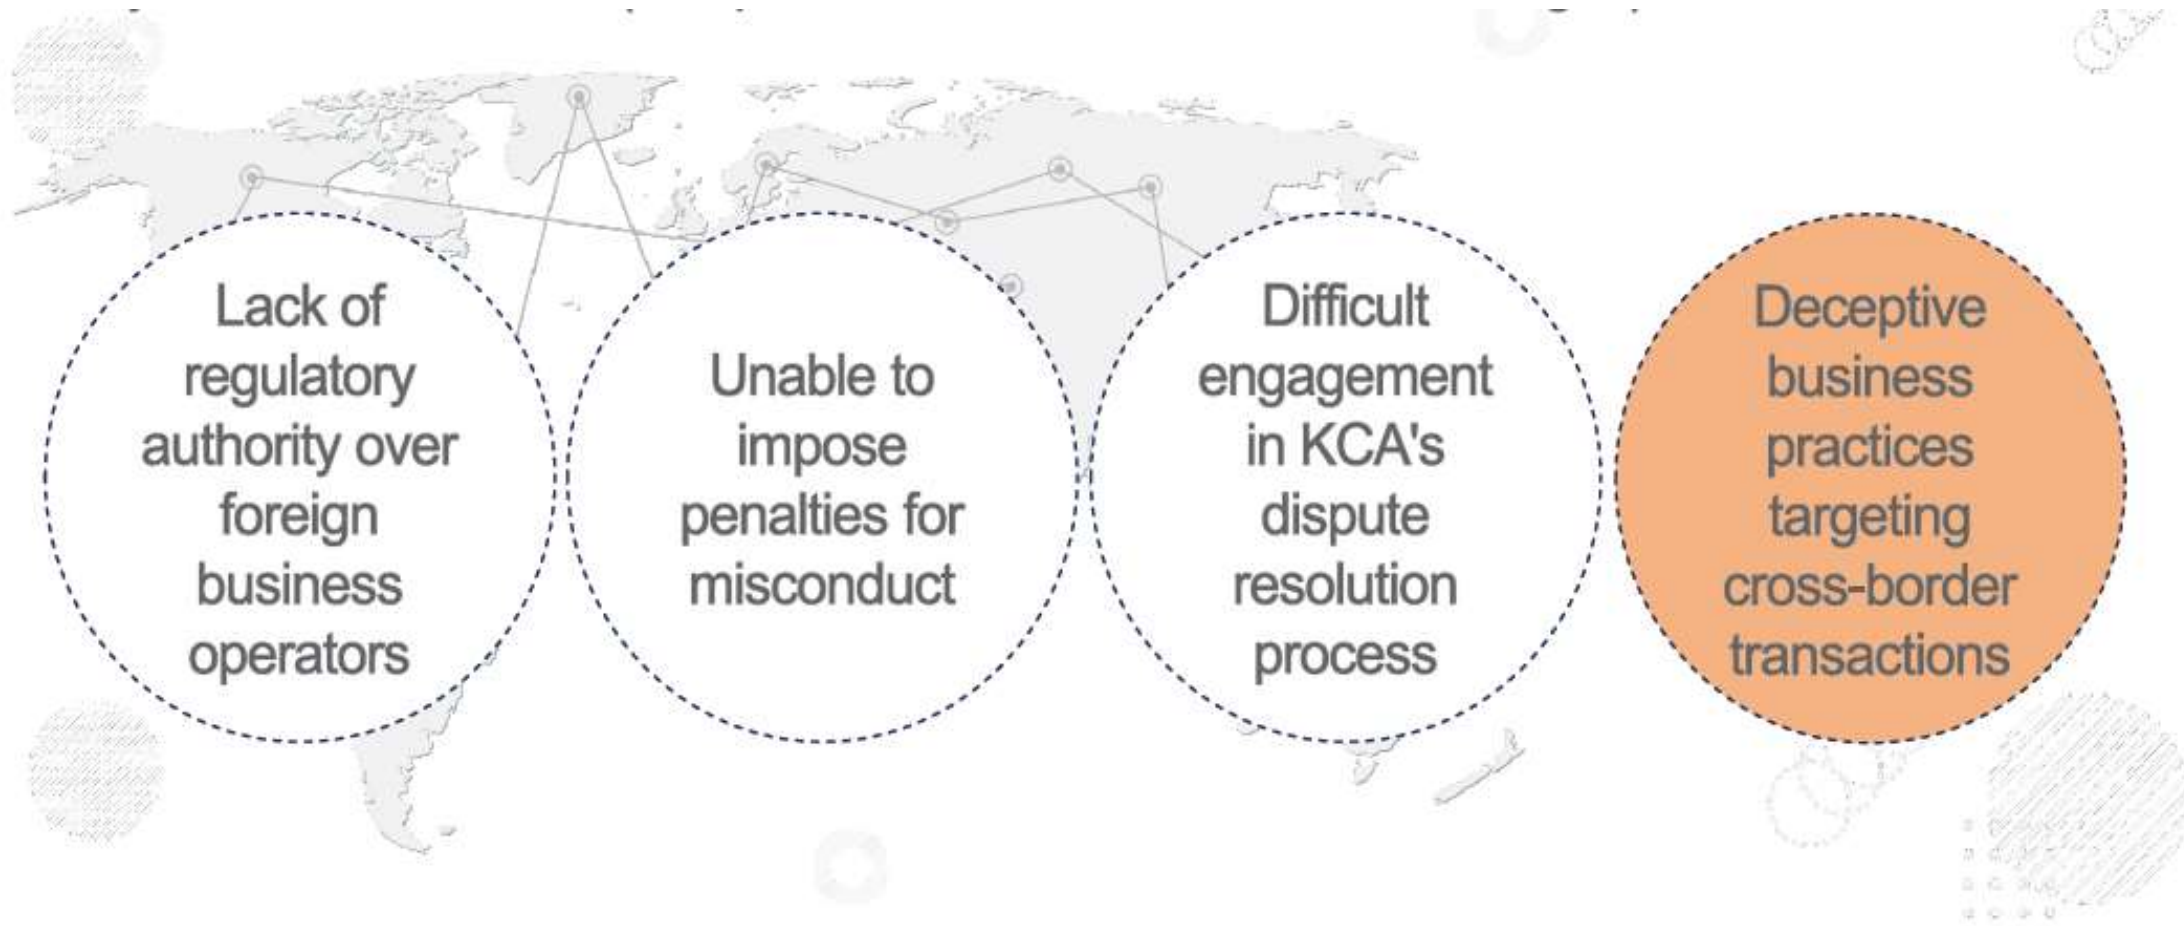 Lack of
regulatory
authority over
foreign
business
operators
Unable to
impose
penalties for
misconduct
Difficult
engagement
in KCA's
dispute
resolution
process
Deceptive
business
practices
targeting
cross-border
transactions